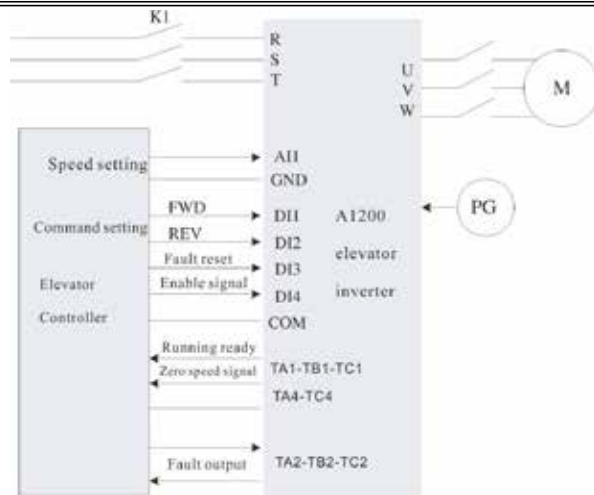 K1
R
S
T
U
V
W
M
Speed setting
AI1
GND
PG
FWD
DI1
A1200
Command setting
REV
DI2
elevator
Fault reset
DI3
Elevator
Enable signal
DI4
inverter
Controller
COM
Running ready
TA1-TB1-TC1
Zero speed signal
TA4-TC4
Fault output
TA2-TB2-TC2